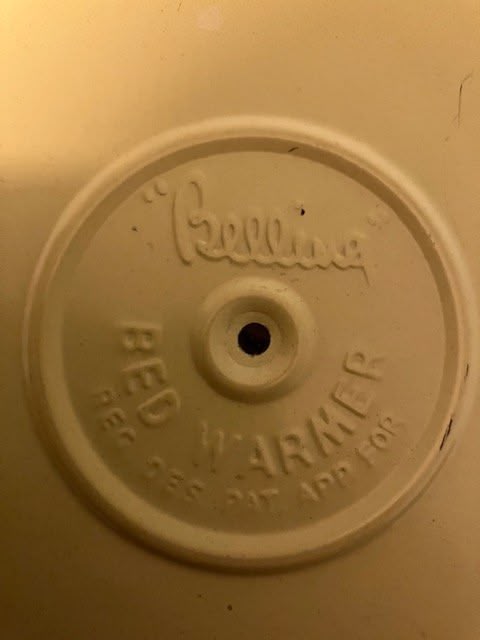 "Belling"
BED WARMER
REG DES PAT APP FOR